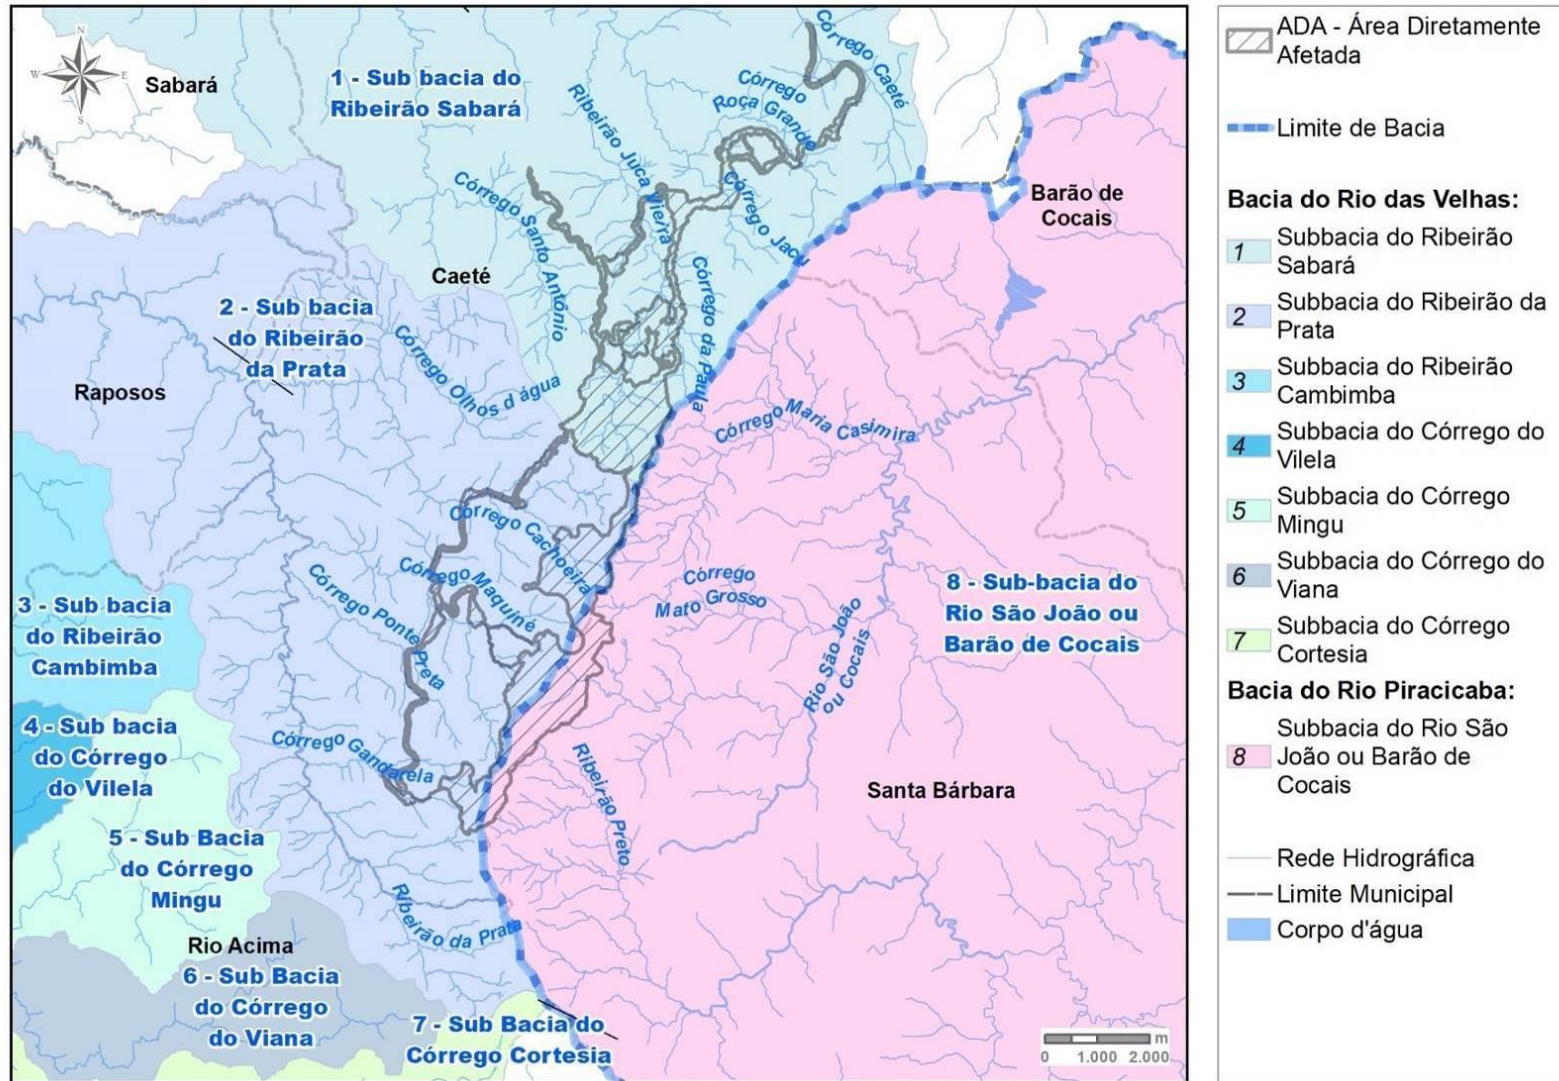 N
W
E
S
Sabará
1 - Sub bacia do
Ribeirão Sabará
Córrego Caeté
Córrego
Roça Grande
Ribeirão Juca Vieira
Córrego Santo Antônio
Córrego Jacu
Barão de
Cocais
Caeté
2 - Sub bacia
do Ribeirão
da Prata
Córrego da Paula
Córrego Olhos d água
Raposos
Córrego Maria Casimira
Córrego Cachoeira
Córrego Maquiné
Córrego Ponte Preta
Córrego
Mato Grosso
8 - Sub-bacia do
Rio São João ou
Barão de Cocais
3 - Sub bacia
do Ribeirão
Cambimba
Rio São João
ou Cocais
4 - Sub bacia
do Córrego
do Vilela
Córrego Gandarela
Ribeirão Preto
Santa Bárbara
5 - Sub Bacia
do Córrego
Mingu
Ribeirão da Prata
Rio Acima
6 - Sub Bacia
do Córrego
do Viana
7 - Sub Bacia do
Córrego Cortesia
m
0 1.000 2.000
ADA - Área Diretamente
Afetada
Limite de Bacia
Bacia do Rio das Velhas:
1 Subbacia do Ribeirão
Sabará
2 Subbacia do Ribeirão da
Prata
3 Subbacia do Ribeirão
Cambimba
4 Subbacia do Córrego do
Vilela
5 Subbacia do Córrego
Mingu
6 Subbacia do Córrego do
Viana
7 Subbacia do Córrego
Cortesia
Bacia do Rio Piracicaba:
8 Subbacia do Rio São
João ou Barão de
Cocais
Rede Hidrográfica
Limite Municipal
Corpo d'água